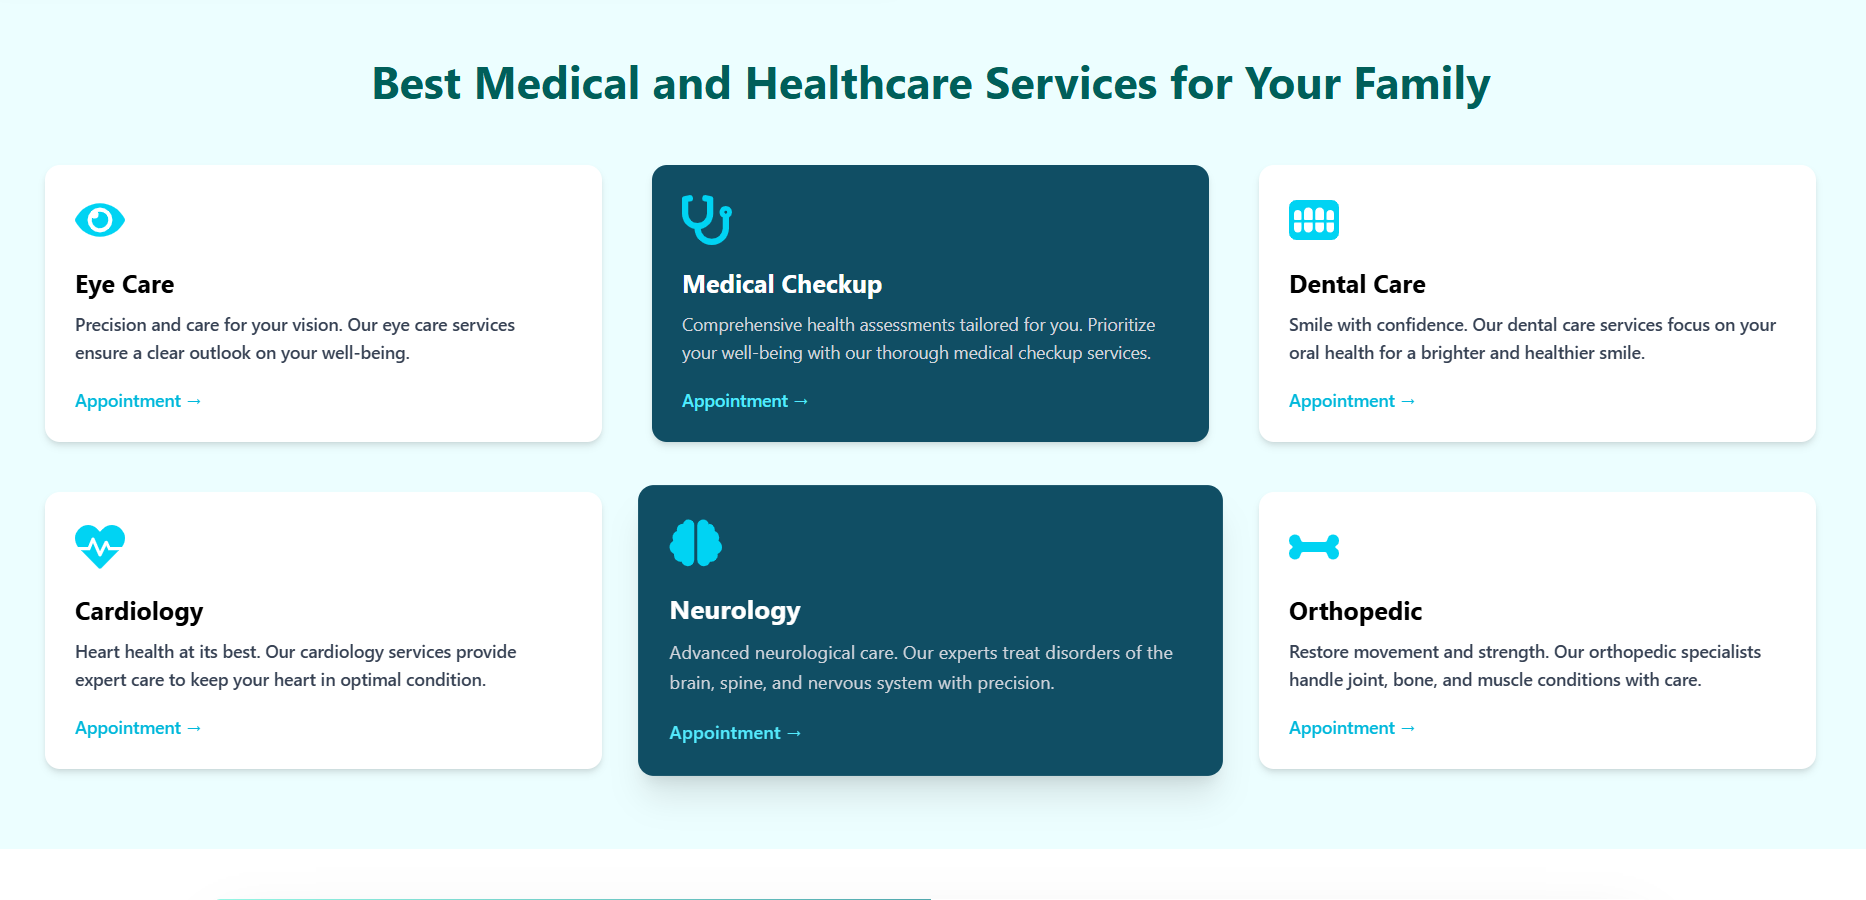 Best Medical and Healthcare Services for Your Family
Eye Care
Precision and care for your vision. Our eye care services
ensure a clear outlook on your well-being.
Appointment →
Medical Checkup
Comprehensive health assessments tailored for you. Prioritize
your well-being with our thorough medical checkup services.
Appointment →
Dental Care
Smile with confidence. Our dental care services focus on your
oral health for a brighter and healthier smile.
Appointment →
Cardiology
Heart health at its best. Our cardiology services provide
expert care to keep your heart in optimal condition.
Appointment →
Neurology
Advanced neurological care. Our experts treat disorders of the
brain, spine, and nervous system with precision.
Appointment →
Orthopedic
Restore movement and strength. Our orthopedic specialists
handle joint, bone, and muscle conditions with care.
Appointment →